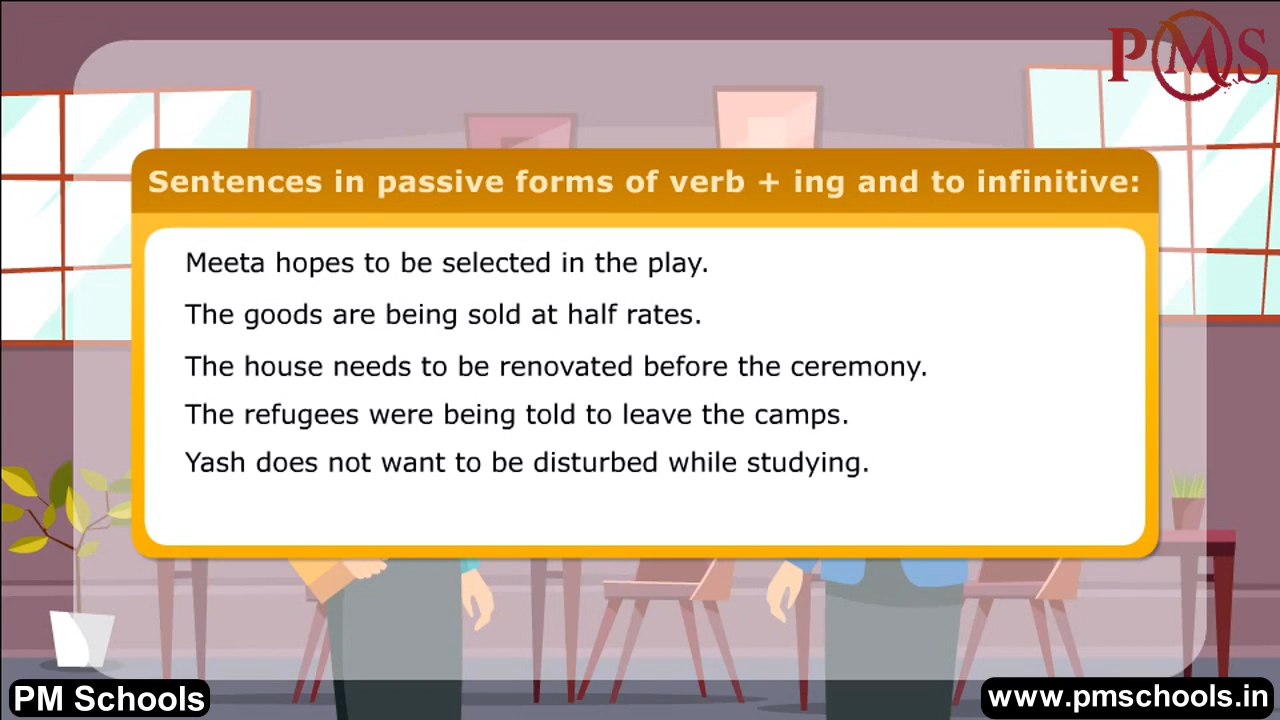 PMS
Sentences in passive forms of verb + ing and to infinitive:
Meeta hopes to be selected in the play.
The goods are being sold at half rates.
The house needs to be renovated before the ceremony.
The refugees were being told to leave the camps.
Yash does not want to be disturbed while studying.
PM Schools
www.pmschools.in